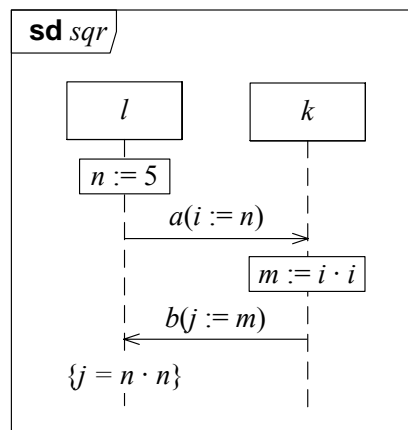 sd sqr
l k
n := 5
a(i := n)
m := i · i
b(j := m)
{j = n · n}